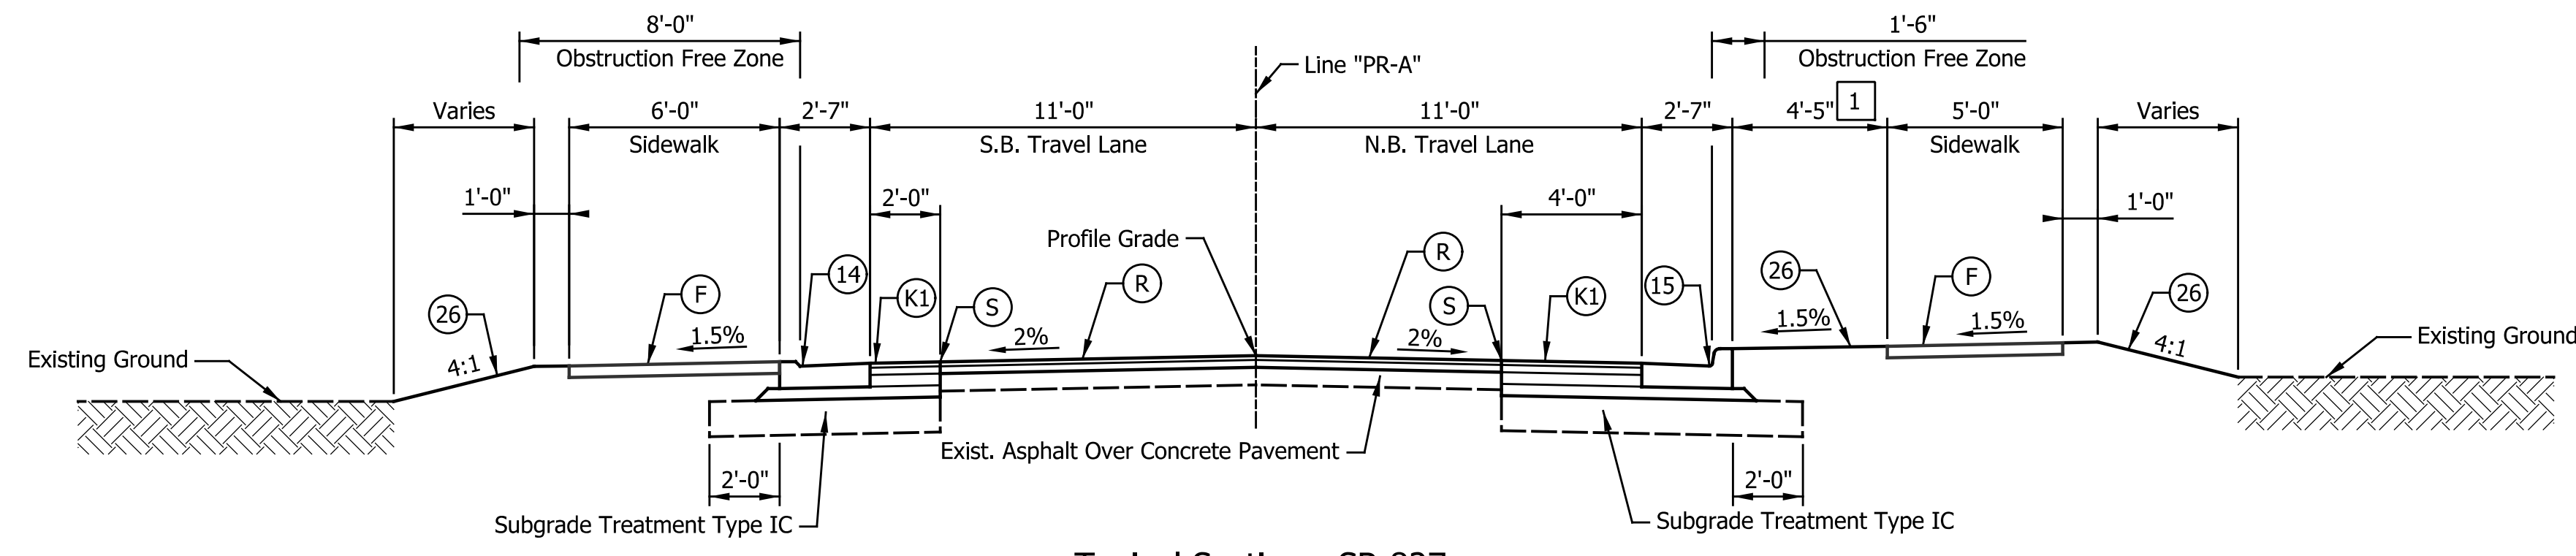 8'-0"
Obstruction Free Zone
1'-6"
Obstruction Free Zone
Line "PR-A"
Varies
6'-0"
Sidewalk
2'-7"
11'-0"
S.B. Travel Lane
11'-0"
N.B. Travel Lane
2'-7"
4'-5"
1
5'-0"
Sidewalk
Varies
1'-0"
2'-0"
4'-0"
1'-0"
Profile Grade
26
F
14
K1
S
R
R
S
K1
15
26
F
26
1.5%
2%
2%
1.5%
1.5%
4:1
4:1
Existing Ground
Existing Ground
Exist. Asphalt Over Concrete Pavement
2'-0"
2'-0"
Subgrade Treatment Type IC
Subgrade Treatment Type IC